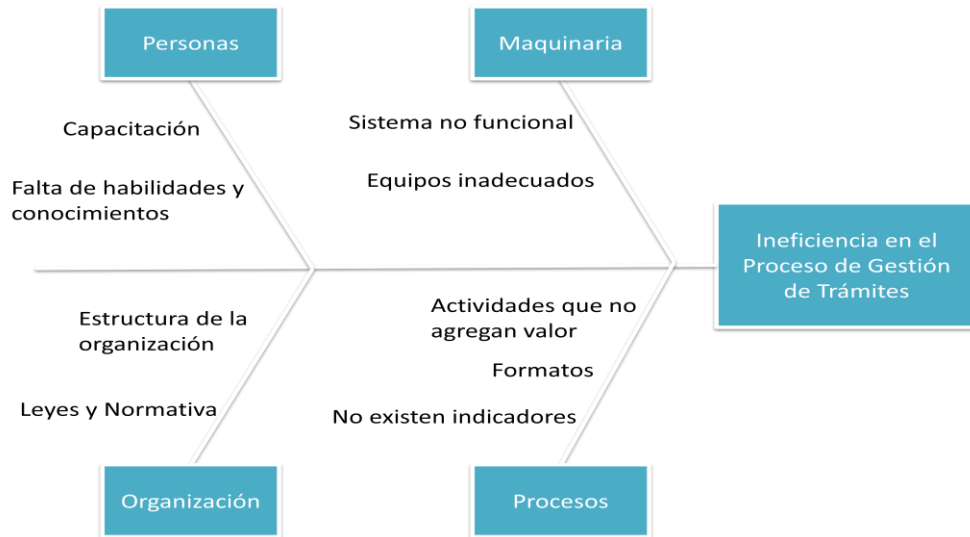 Personas
Maquinaria
Capacitación
Sistema no funcional
Falta de habilidades y
conocimientos
Equipos inadecuados
Ineficiencia en el
Proceso de Gestión
de Trámites
Estructura de la
organización
Actividades que no
agregan valor
Formatos
Leyes y Normativa
No existen indicadores
Organización
Procesos